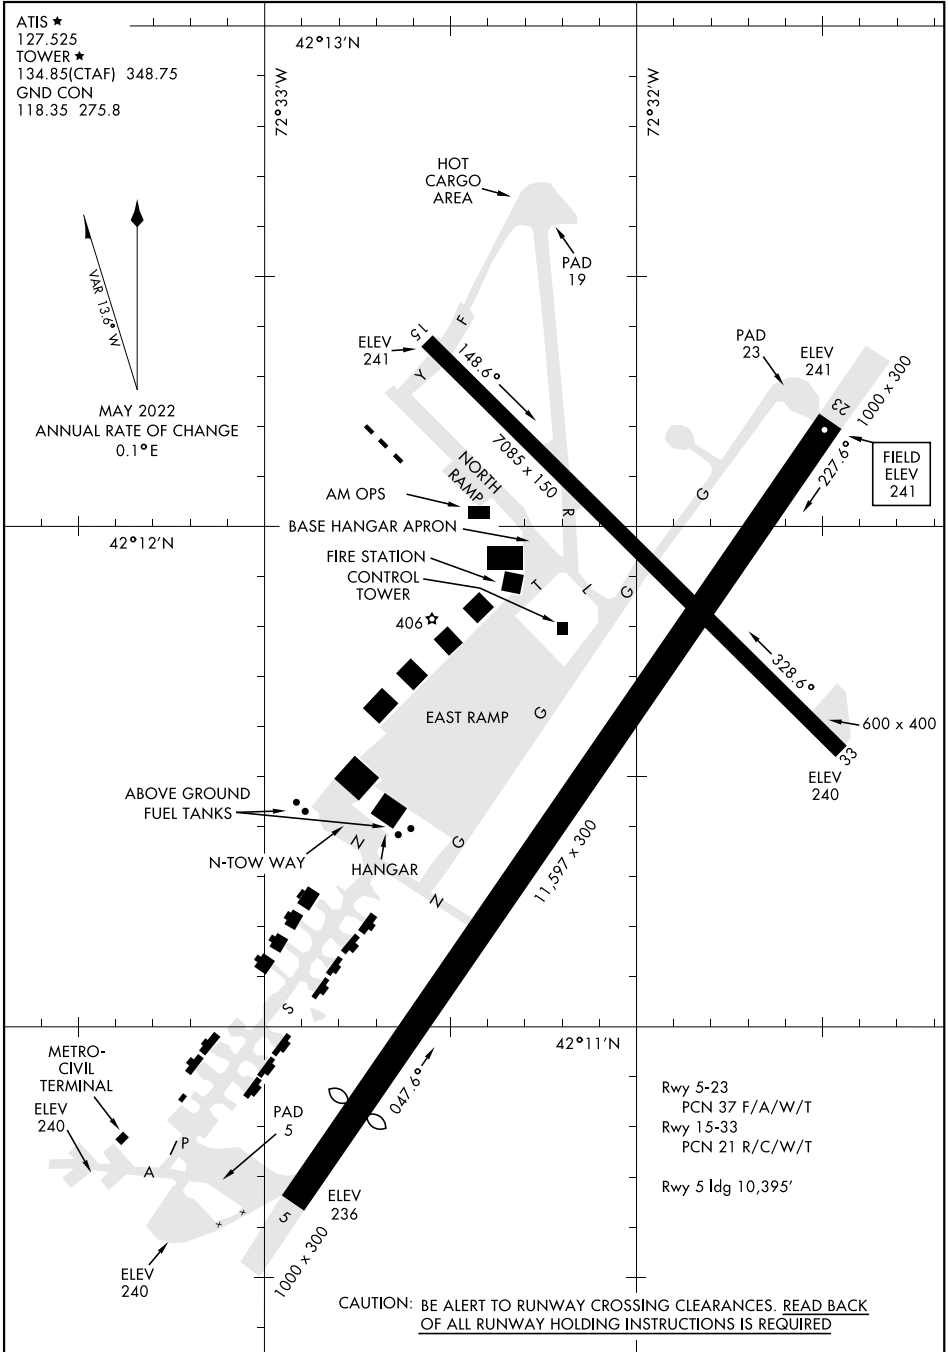 ATIS ★
127.525
TOWER ★
134.85(CTAF) 348.75
GND CON
118.35 275.8
42°13'N
72°33'W
72°32'W
HOT
CARGO
AREA
PAD
19
VAR 13.6° W
MAY 2022
ANNUAL RATE OF CHANGE
0.1°E
F
15
ELEV
241
148.6°
Y
PAD
23
ELEV
241
1000 x 300
23
227.6°
FIELD
ELEV
241
7085 x 150
NORTH
RAMP
AM OPS
G
R
BASE HANGAR APRON
42°12'N
FIRE STATION
CONTROL
TOWER
T
L
G
406
328.6°
EAST RAMP
G
600 x 400
33
ELEV
240
ABOVE GROUND
FUEL TANKS
N
G
N-TOW WAY
HANGAR
11,597 x 300
N
S
42°11'N
METRO-
CIVIL
TERMINAL
ELEV
240
047.6°
PAD
5
Rwy 5-23
PCN 37 F/A/W/T
Rwy 15-33
PCN 21 R/C/W/T
P
A
Rwy 5 ldg 10,395'
ELEV
236
5
1000 x 300
ELEV
240
CAUTION: BE ALERT TO RUNWAY CROSSING CLEARANCES. READ BACK
OF ALL RUNWAY HOLDING INSTRUCTIONS IS REQUIRED